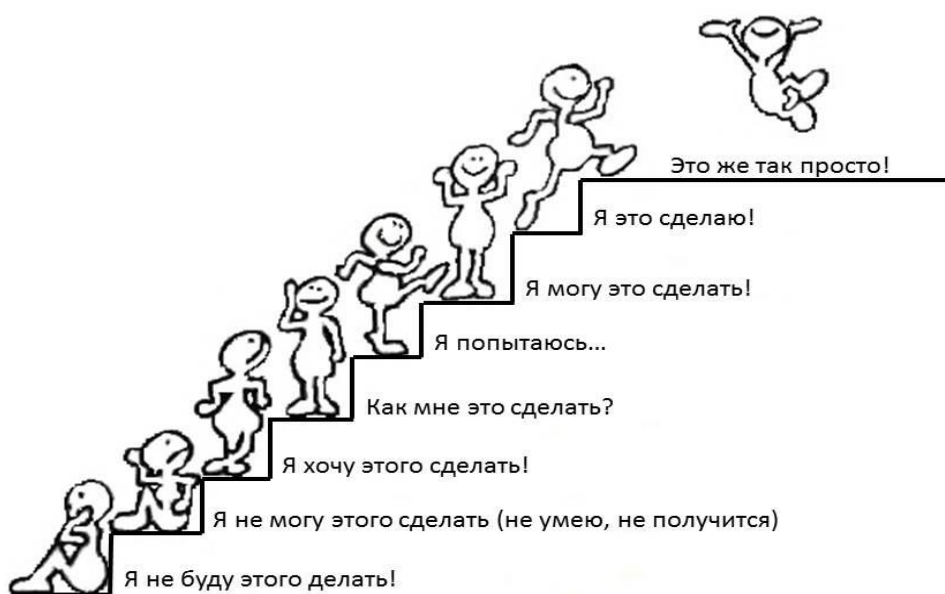 Это же так просто!
Я это сделаю!
Я могу это сделать!
Я попытаюсь...
Как мне это сделать?
Я хочу этого сделать!
Я не могу этого сделать (не умею, не получится)
Я не буду этого делать!